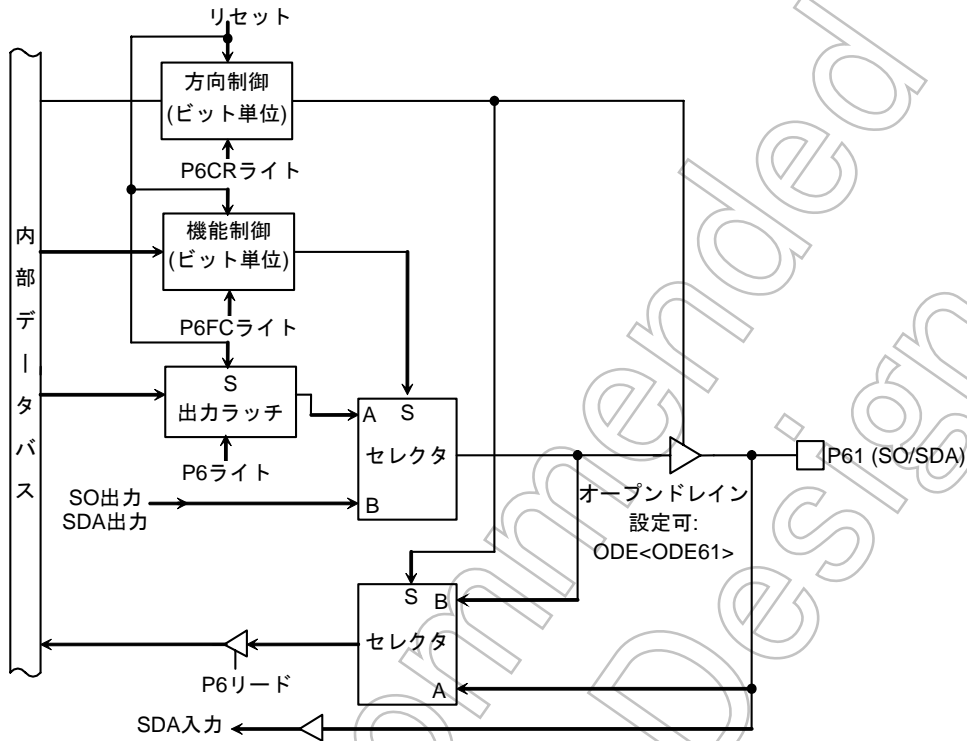 リセット
方向制御
(ビット単位)
P6CRライト
機能制御
(ビット単位)
P6FCライト
内部データバス
S
出力ラッチ
P6ライト
A
S
セレクタ
B
SO出力
SDA出力
P61 (SO/SDA)
オープンドレイン
設定可:
ODE<ODE61>
S
B
セレクタ
A
P6リード
SDA入力
ommended
Design